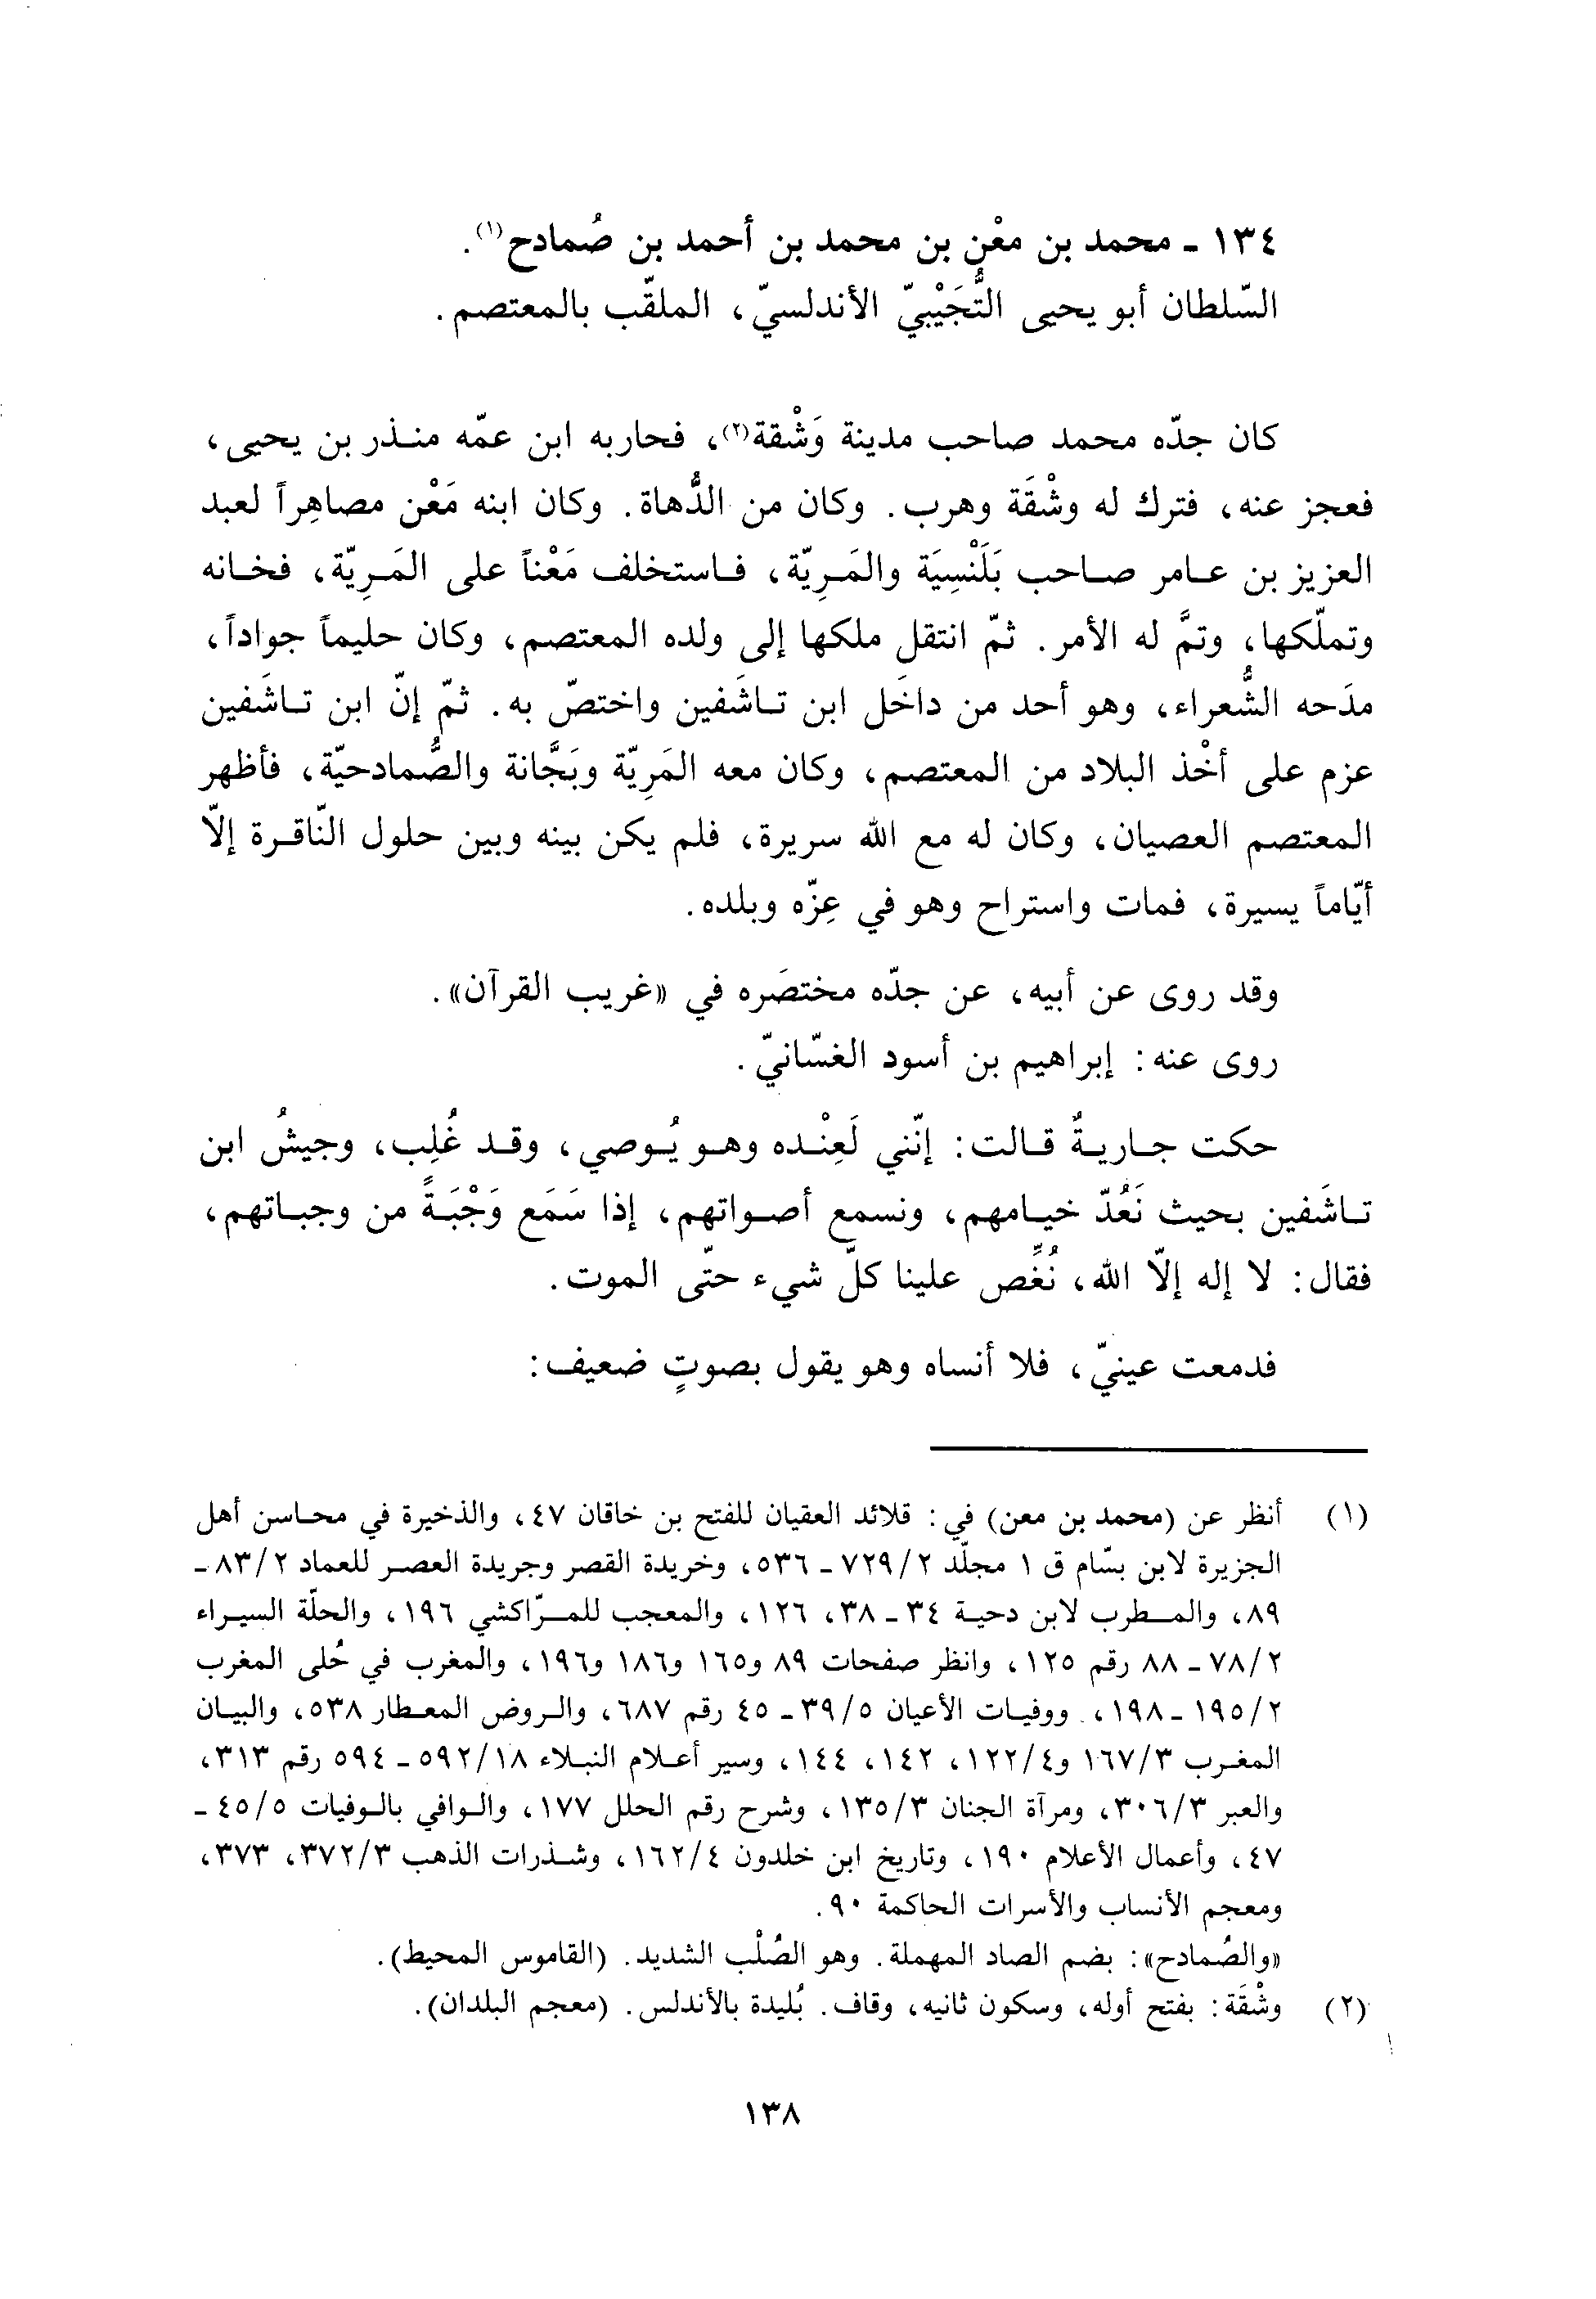 ١٣٤ ـ محمد بن معْن بن محمد بن أحمد بن صُمادح(١).
السّلطان أبو يحيى التُّجَيْبيّ الأندلسيّ، الملقّب بالمعتصم.
كان جدّه محمد صاحب مدينة وَشْقة(٢)، فحاربه ابن عمّه منذر بن يحيى،
فعجز عنه، فترك له وشْقَة وهرب. وكان من الدُّهاة. وكان ابنه مَعْن مصاهِراً لعبد
العزيز بن عامر صاحب بَلَنْسِيَة والمَرِيّة، فاستخلف مَعْناً على المَرِيّة، فخانه
وتملّكها، وتمَّ له الأمر. ثمّ انتقل ملكها إلى ولده المعتصم، وكان حليماً جواداً،
مدَحه الشُّعراء، وهو أحد من داخَل ابن تاشَفين واختصّ به. ثمّ إنّ ابن تاشَفين
عزم على أخْذ البلاد من المعتصم، وكان معه المَرِيّة وبَجَّانة والصُّمادحيّة، فأظهر
المعتصم العصيان، وكان له مع الله سريرة، فلم يكن بينه وبين حلول النّاقرة إلّا
أيّاماً يسيرة، فمات واستراح وهو في عِزّه وبلده.
وقد روى عن أبيه، عن جدّه مختصَره في «غريب القرآن».
روى عنه: إبراهيم بن أسود الغسّانيّ.
حكت جاريةٌ قالت: إنّني لَعِنْده وهو يُوصي، وقد غُلِب، وجيشُ ابن
تاشَفين بحيث نَعُدّ خيامهم، ونسمع أصواتهم، إذا سَمَع وَجْبَةً من وجباتهم،
فقال: لا إله إلّا الله، نُغِّص علينا كلّ شيء حتّى الموت.
فدمعت عينيّ، فلا أنساه وهو يقول بصوتٍ ضعيف:
(١) أنظر عن (محمد بن معن) في: قلائد العقيان للفتح بن خاقان ٤٧، والذخيرة في محاسن أهل
الجزيرة لابن بسّام ق ١ مجلّد ٢/ ٧٢٩ ـ ٥٣٦، وخريدة القصر وجريدة العصر للعماد ٢/ ٨٣ ـ
٨٩، والمطرب لابن دحية ٣٤ ـ ٣٨، ١٢٦، والمعجب للمرّاكشي ١٩٦، والحلّة السيراء
٢/ ٧٨ ـ ٨٨ رقم ١٢٥، وانظر صفحات ٨٩ و١٦٥ و١٨٦ و١٩٦، والمغرب في حُلى المغرب
٢/ ١٩٥ ـ ١٩٨، ووفيات الأعيان ٥/ ٣٩ ـ ٤٥ رقم ٦٨٧، والروض المعطار ٥٣٨، والبيان
المغرب ٣/ ١٦٧ و٤/ ١٢٢، ١٤٢، ١٤٤، وسير أعلام النبلاء ١٨/ ٥٩٢ ـ ٥٩٤ رقم ٣١٣،
والعبر ٣/ ٣٠٦، ومرآة الجنان ٣/ ١٣٥، وشرح رقم الحلل ١٧٧، والوافي بالوفيات ٥/ ٤٥ ـ
٤٧، وأعمال الأعلام ١٩٠، وتاريخ ابن خلدون ٤/ ١٦٢، وشذرات الذهب ٣/ ٣٧٢، ٣٧٣،
ومعجم الأنساب والأسرات الحاكمة ٩٠.
«والصُمادح»: بضم الصاد المهملة. وهو الصُلْب الشديد. (القاموس المحيط).
(٢) وشْقَة: بفتح أوله، وسكون ثانيه، وقاف. بُليدة بالأندلس. (معجم البلدان).
١٣٨